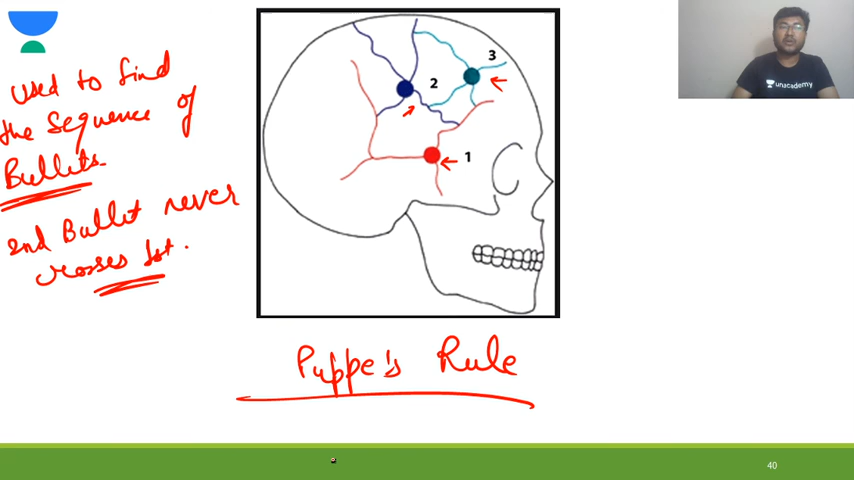 used to find
the Sequence of
Bullets.
2nd Bullet never
crosses 1st.
3
2
1
unacademy
Puppe's Rule
40